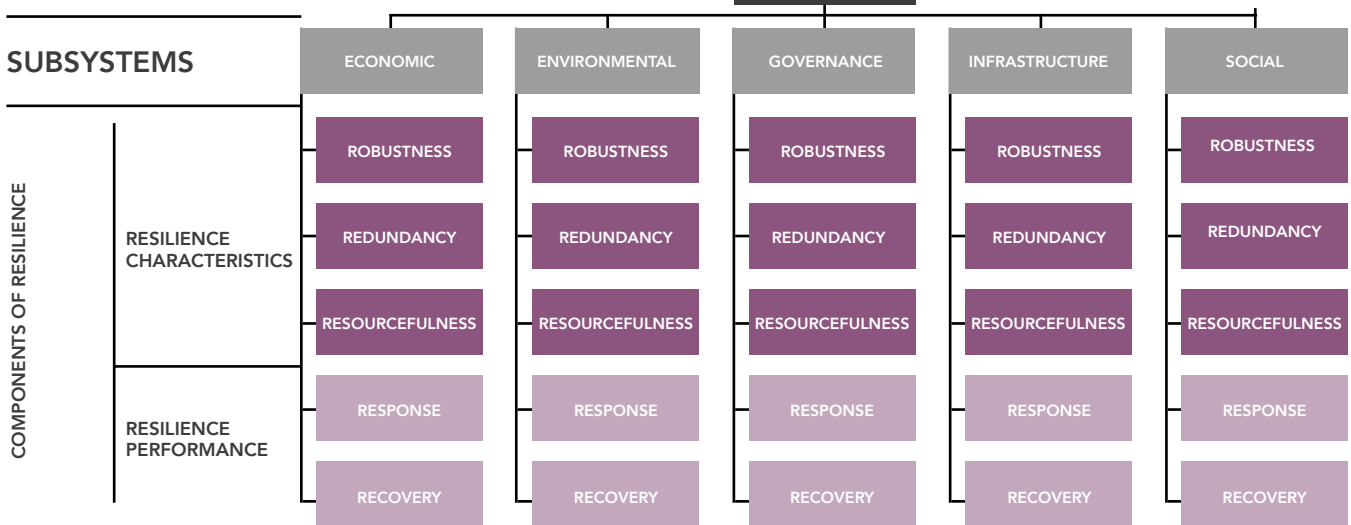 SUBSYSTEMS
ECONOMIC
ENVIRONMENTAL
GOVERNANCE
INFRASTRUCTURE
SOCIAL
COMPONENTS OF RESILIENCE
RESILIENCE
CHARACTERISTICS
ROBUSTNESS
ROBUSTNESS
ROBUSTNESS
ROBUSTNESS
ROBUSTNESS
REDUNDANCY
REDUNDANCY
REDUNDANCY
REDUNDANCY
REDUNDANCY
RESOURCEFULNESS
RESOURCEFULNESS
RESOURCEFULNESS
RESOURCEFULNESS
RESOURCEFULNESS
RESILIENCE
PERFORMANCE
RESPONSE
RESPONSE
RESPONSE
RESPONSE
RESPONSE
RECOVERY
RECOVERY
RECOVERY
RECOVERY
RECOVERY